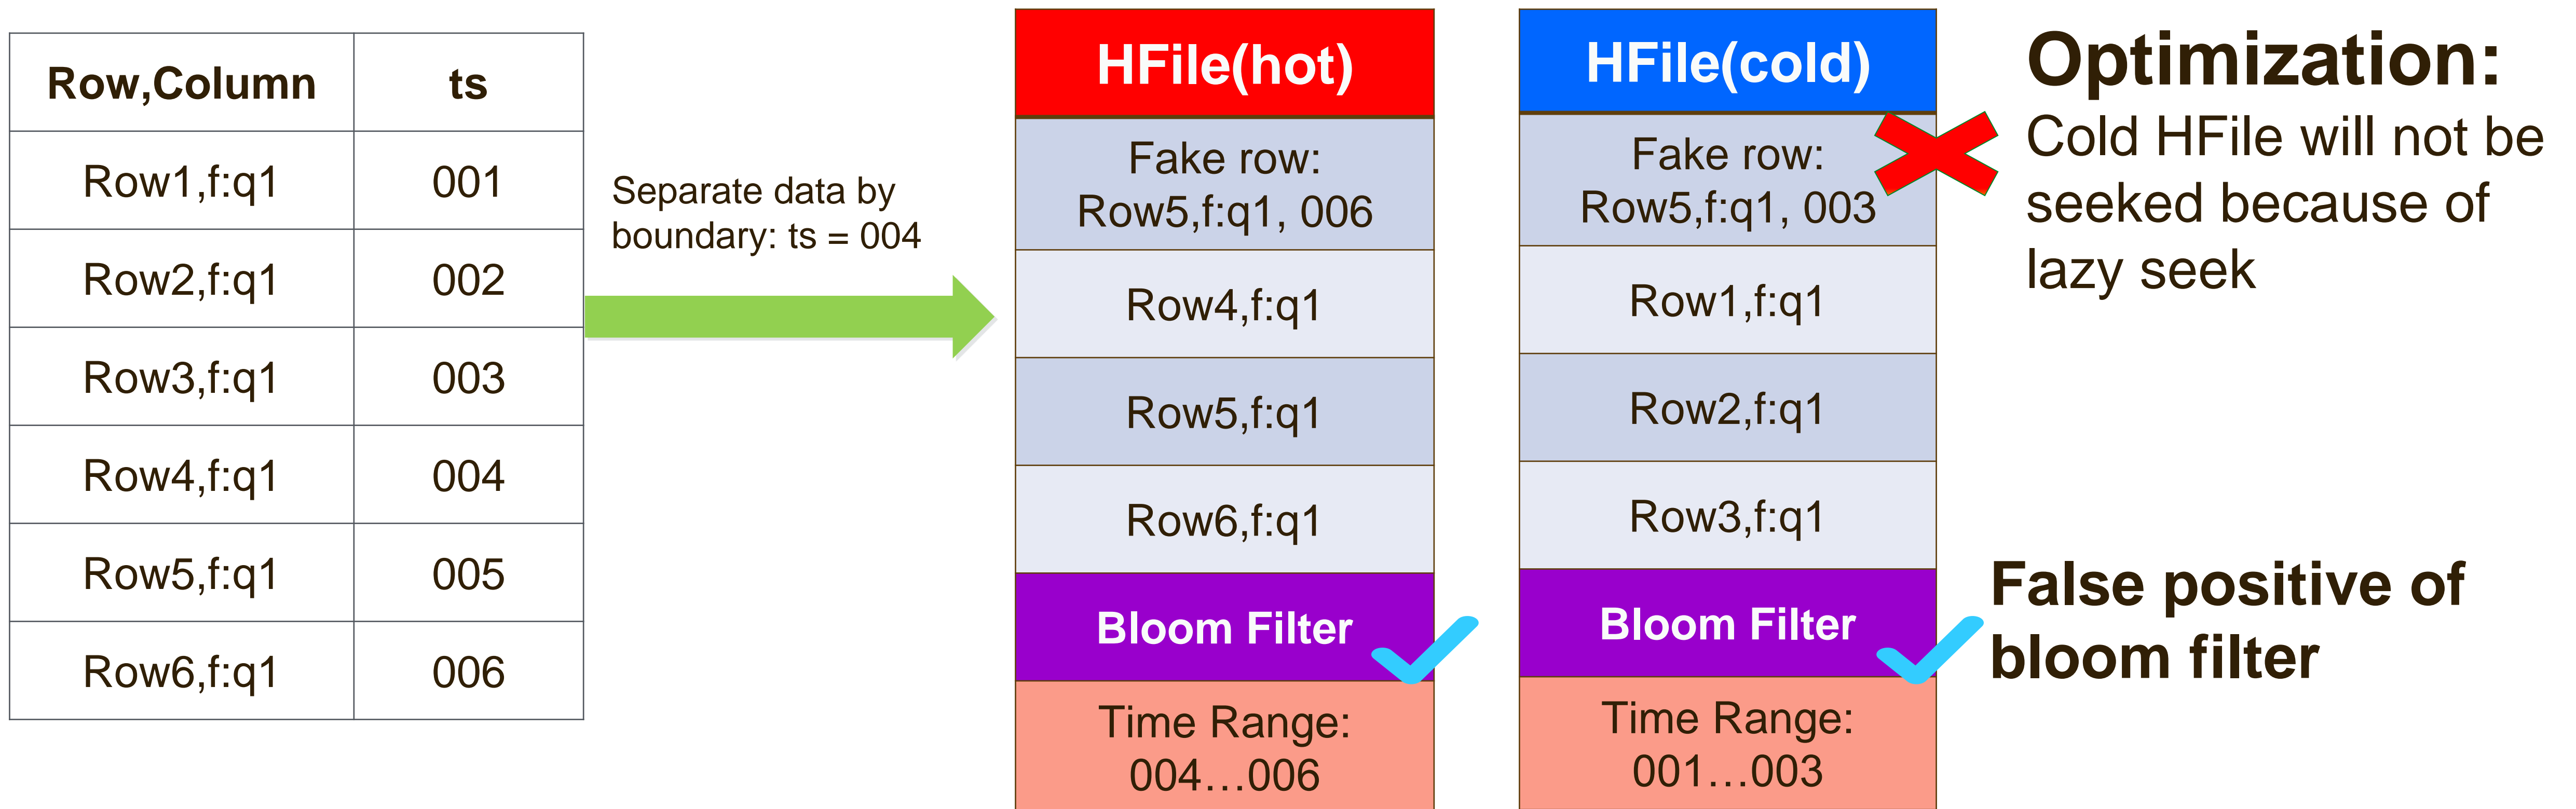 Row,Column ts
Row1,f:q1 001
Row2,f:q1 002
Row3,f:q1 003
Row4,f:q1 004
Row5,f:q1 005
Row6,f:q1 006
Separate data by
boundary: ts = 004
HFile(hot)
Fake row:
Row5,f:q1, 006
Row4,f:q1
Row5,f:q1
Row6,f:q1
Bloom Filter
Time Range:
004...006
HFile(cold)
Fake row:
Row5,f:q1, 003
Row1,f:q1
Row2,f:q1
Row3,f:q1
Bloom Filter
Time Range:
001...003
Optimization:
Cold HFile will not be
seeked because of
lazy seek
False positive of
bloom filter